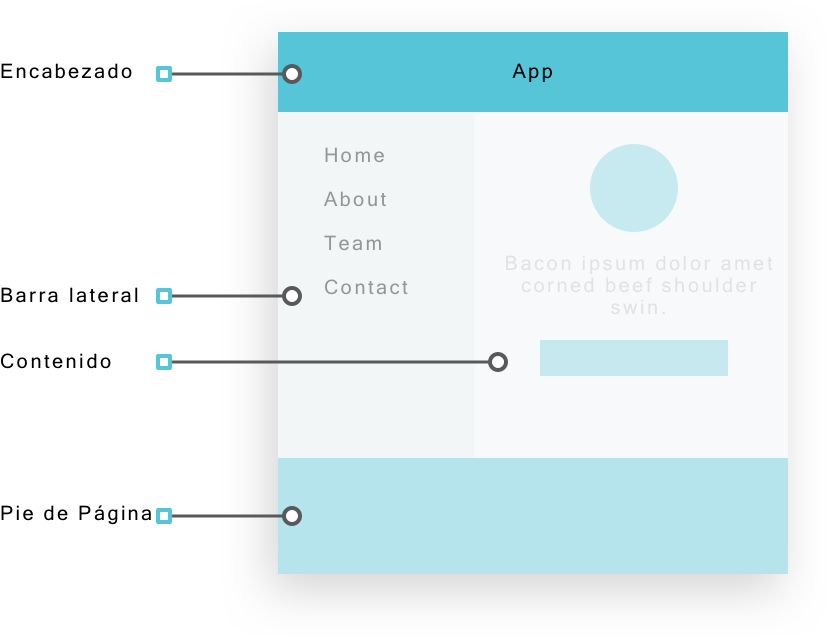 Encabezado
App
Home
About
Team
Contact
Bacon ipsum dolor amet
corned beef shoulder
swin.
Barra lateral
Contenido
Pie de Página